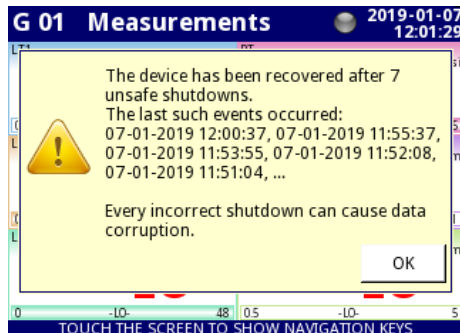 G 01 Measurements
2019-01-07
12:01:29
LT1
The device has been recovered after 7
unsafe shutdowns.
The last such events occurred:
07-01-2019 12:00:37, 07-01-2019 11:55:37,
07-01-2019 11:53:55, 07-01-2019 11:52:08,
07-01-2019 11:51:04, ...
Every incorrect shutdown can cause data
corruption.
OK
0 -LO- 48 0.5 -LO- 5
TOUCH THE SCREEN TO SHOW NAVIGATION KEYS